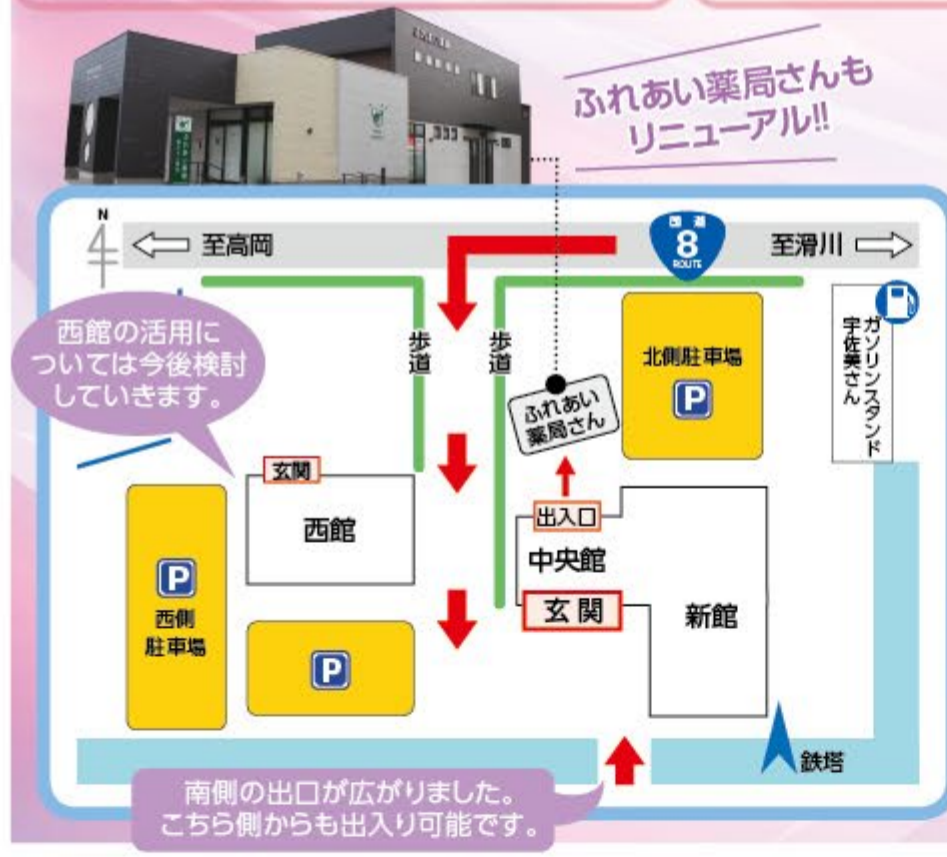 ふれあい薬局さんも
リニューアル!!
N
至高岡
国道
8
ROUTE
至滑川
西館の活用に
ついては今後検討
していきます。
歩道
歩道
北側駐車場
P
ガソリンスタンド
宇佐美さん
ふれあい
薬局さん
玄関
西館
出入口
中央館
玄関
新館
P
西側
駐車場
P
鉄塔
南側の出口が広がりました。
こちら側からも出入り可能です。